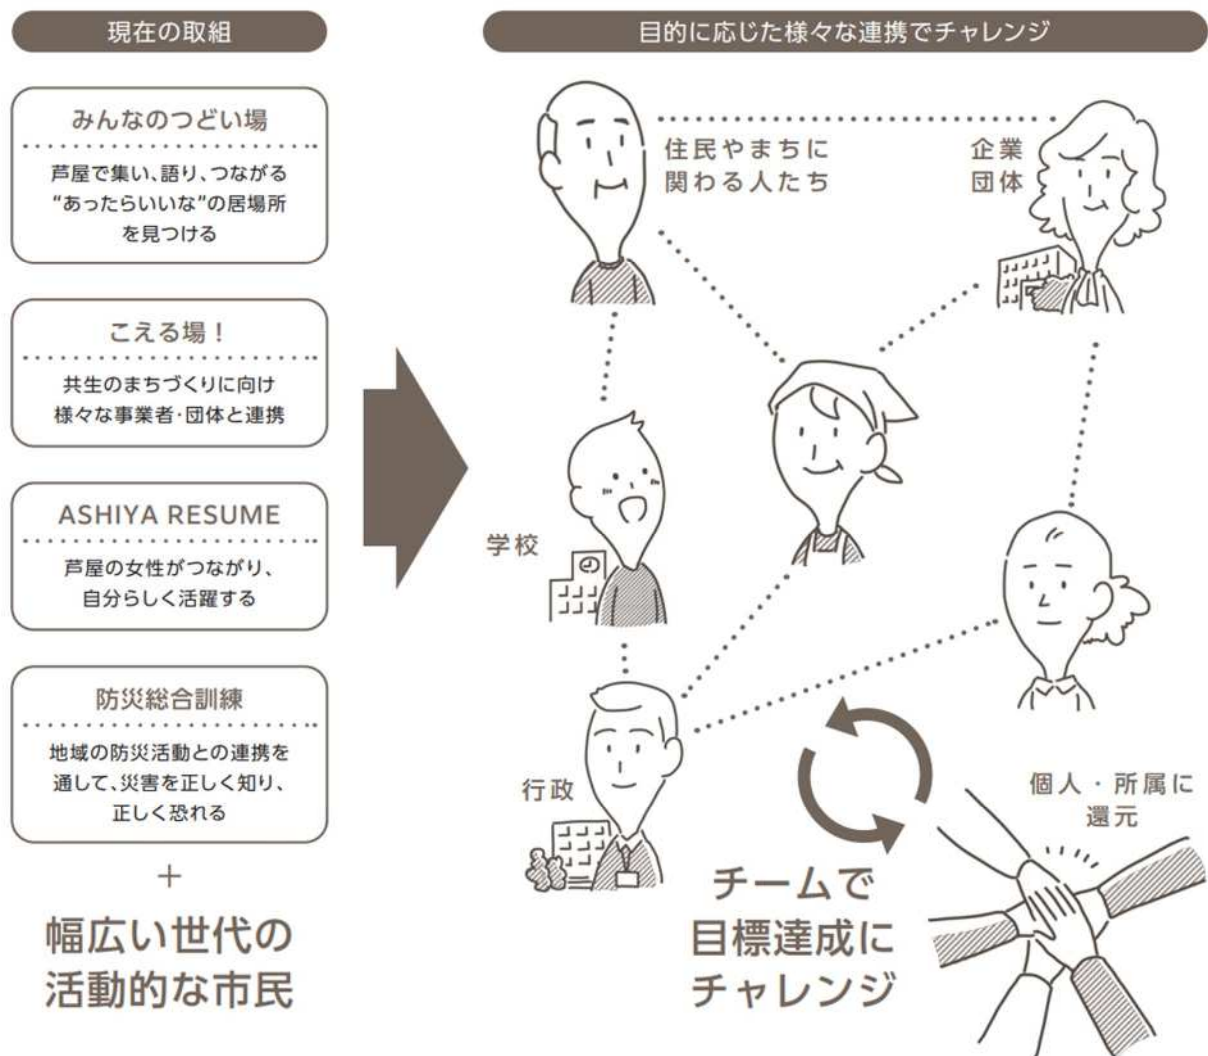 現在の取組
みんなのつどい場
芦屋で集い、語り、つながる
“あったらいいな”の居場所
を見つける
こえる場！
共生のまちづくりに向け
様々な事業者・団体と連携
ASHIYA RESUME
芦屋の女性がつながり、
自分らしく活躍する
防災総合訓練
地域の防災活動との連携を
通して、災害を正しく知り、
正しく恐れる
＋
幅広い世代の
活動的な市民
目的に応じた様々な連携でチャレンジ
住民やまちに
関わる人たち
企業
団体
学校
行政
個人・所属に
還元
チームで
目標達成に
チャレンジ